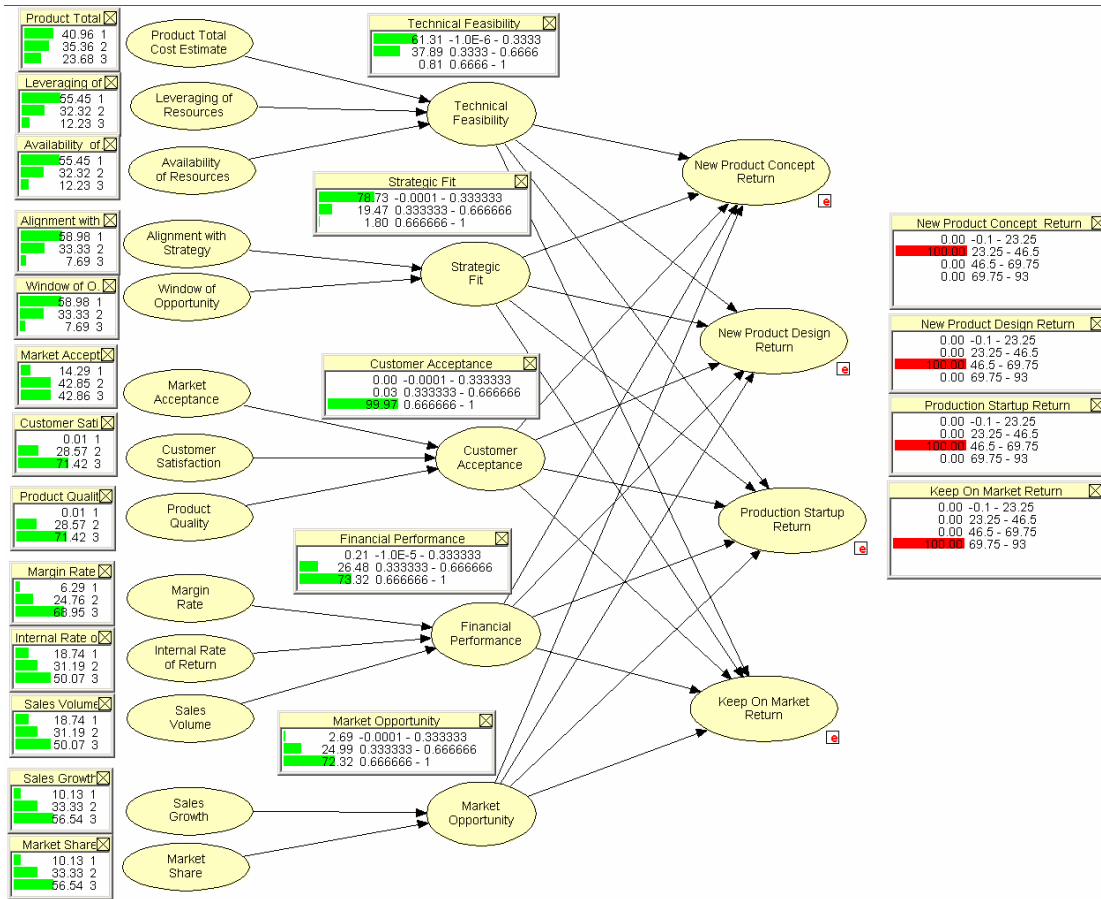 Product Total
40.96 1
35.36 2
23.68 3
Product Total
Cost Estimate
Technical Feasibility
61.31 -1.0E-6 - 0.3333
37.89 0.3333 - 0.6666
0.81 0.6666 - 1
Leveraging of
55.45 1
32.32 2
12.23 3
Leveraging of
Resources
Technical
Feasibility
Availability of.
55.45 1
32.32 2
12.23 3
Availability
of Resources
New Product Concept
Return
e
Strategic Fit
78.73 -0.0001 - 0.333333
19.47 0.333333 - 0.666666
1.80 0.666666 - 1
Alignment with
58.98 1
33.33 2
7.69 3
Alignment with
Strategy
Strategic
Fit
Window of O.
58.98 1
33.33 2
7.69 3
Window of
Opportunity
New Product Concept Return
0.00 -0.1 - 23.25
100.00 23.25 - 46.5
0.00 46.5 - 69.75
0.00 69.75 - 93
New Product Design
Return
e
New Product Design Return
0.00 -0.1 - 23.25
0.00 23.25 - 46.5
100.00 46.5 - 69.75
0.00 69.75 - 93
Market Accept
14.29 1
42.85 2
42.86 3
Market
Acceptance
Customer Acceptance
0.00 -0.0001 - 0.333333
0.03 0.333333 - 0.666666
99.97 0.666666 - 1
Production Startup Return
0.00 -0.1 - 23.25
0.00 23.25 - 46.5
100.00 46.5 - 69.75
0.00 69.75 - 93
Customer Sati
0.01 1
28.57 2
71.42 3
Customer
Satisfaction
Customer
Acceptance
Product Qualit
0.01 1
28.57 2
71.42 3
Product
Quality
Production Startup
Return
e
Keep On Market Return
0.00 -0.1 - 23.25
0.00 23.25 - 46.5
0.00 46.5 - 69.75
100.00 69.75 - 93
Financial Performance
0.21 -1.0E-5 - 0.333333
26.48 0.333333 - 0.666666
73.32 0.666666 - 1
Margin Rate
6.29 1
24.76 2
68.95 3
Margin
Rate
Financial
Performance
Internal Rate o
18.74 1
31.19 2
50.07 3
Internal Rate
of Return
Sales Volume
18.74 1
31.19 2
50.07 3
Sales
Volume
Keep On Market
Return
e
Market Opportunity
2.69 -0.0001 - 0.333333
24.99 0.333333 - 0.666666
72.32 0.666666 - 1
Sales Growth
10.13 1
33.33 2
56.54 3
Sales
Growth
Market
Opportunity
Market Share
10.13 1
33.33 2
56.54 3
Market
Share